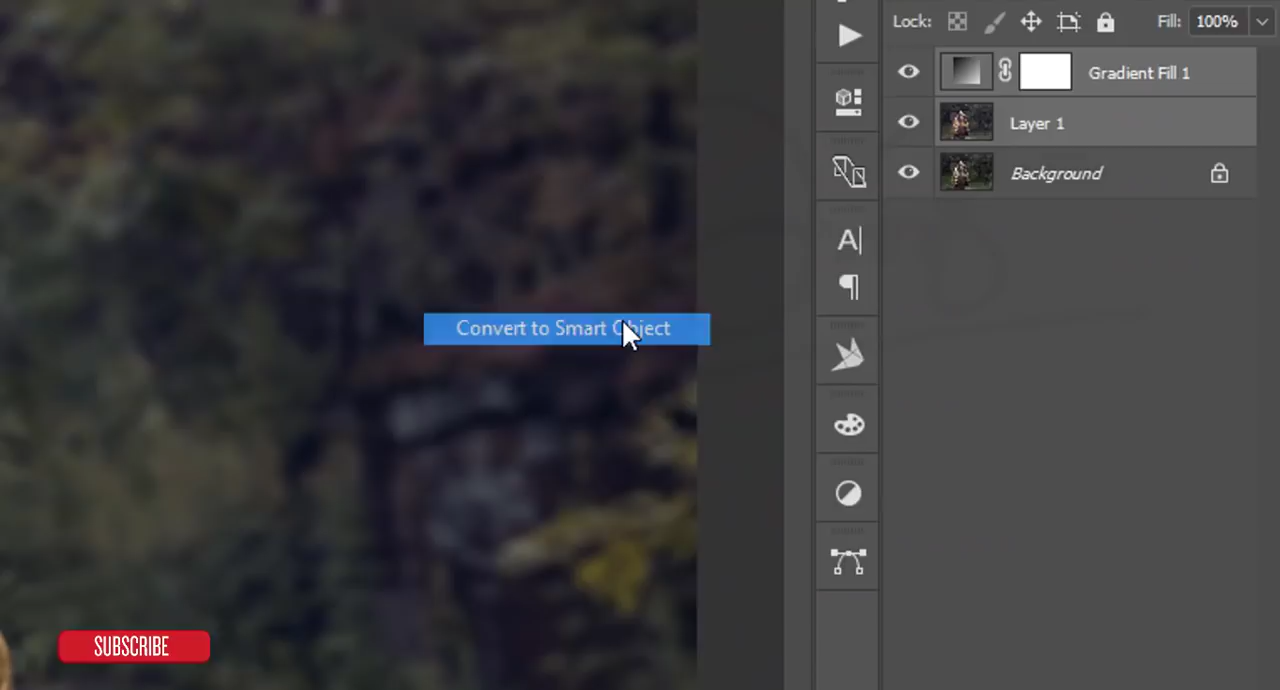 Lock:
Fill: 100%
Gradient Fill 1
Layer 1
Background
Convert to Smart Object
SUBSCRIBE